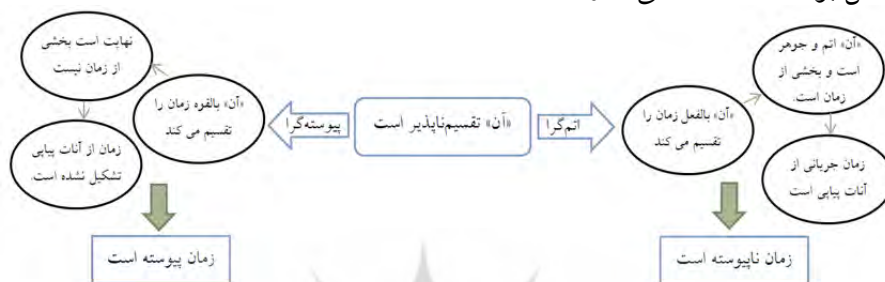 «آن» اتم و جوهر
است و بخشی از
زمان است.
«آن» بالفعل زمان را
تقسیم می کند
زمان جریانی از
آنات پیاپی است
زمان ناپیوسته است
اتم‌گرا
«آن» تقسیم‌ناپذیر است
پیوسته‌گرا
«آن» بالقوه زمان را
تقسیم می کند
نهایت است بخشی
از زمان نیست
زمان از آنات پیاپی
تشکیل نشده است.
زمان پیوسته است